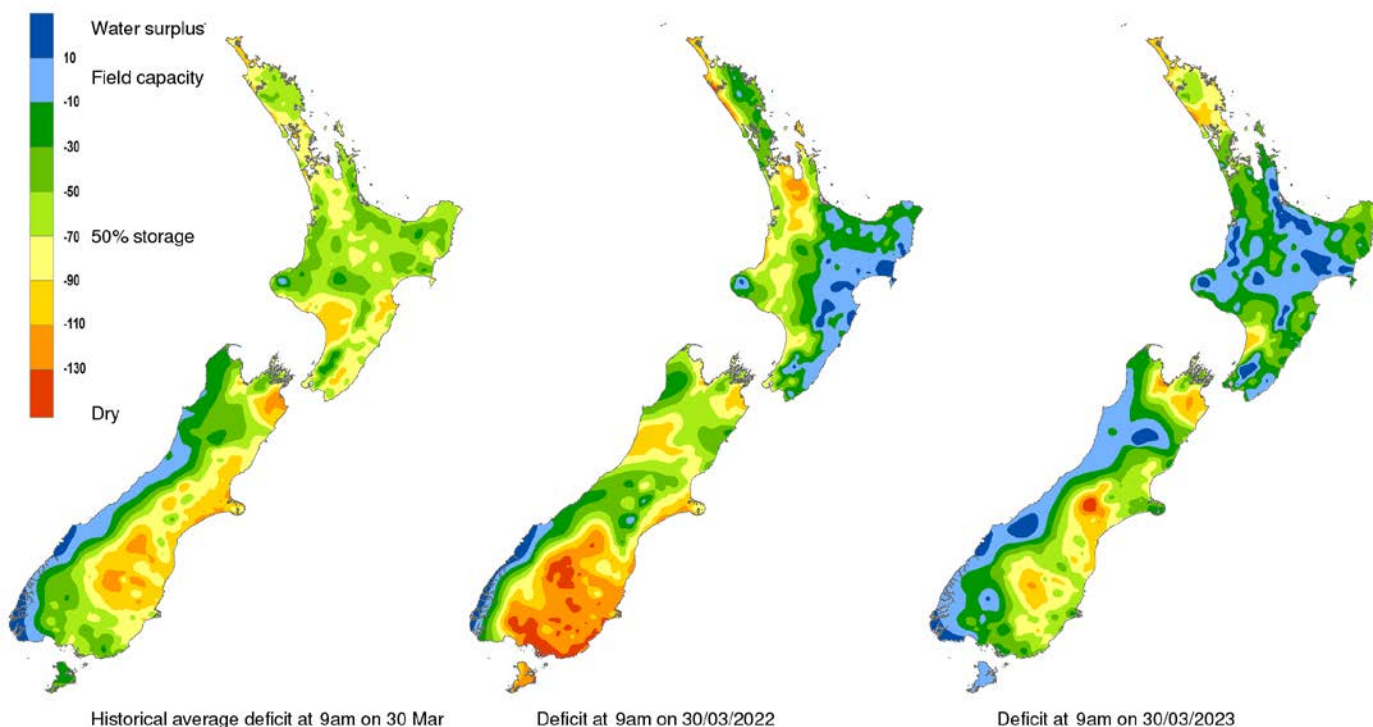 Water surplus
10
Field capacity
-10
-30
-50
-70
50% storage
-90
-110
-130
Dry
Historical average deficit at 9am on 30 Mar
Deficit at 9am on 30/03/2022
Deficit at 9am on 30/03/2023